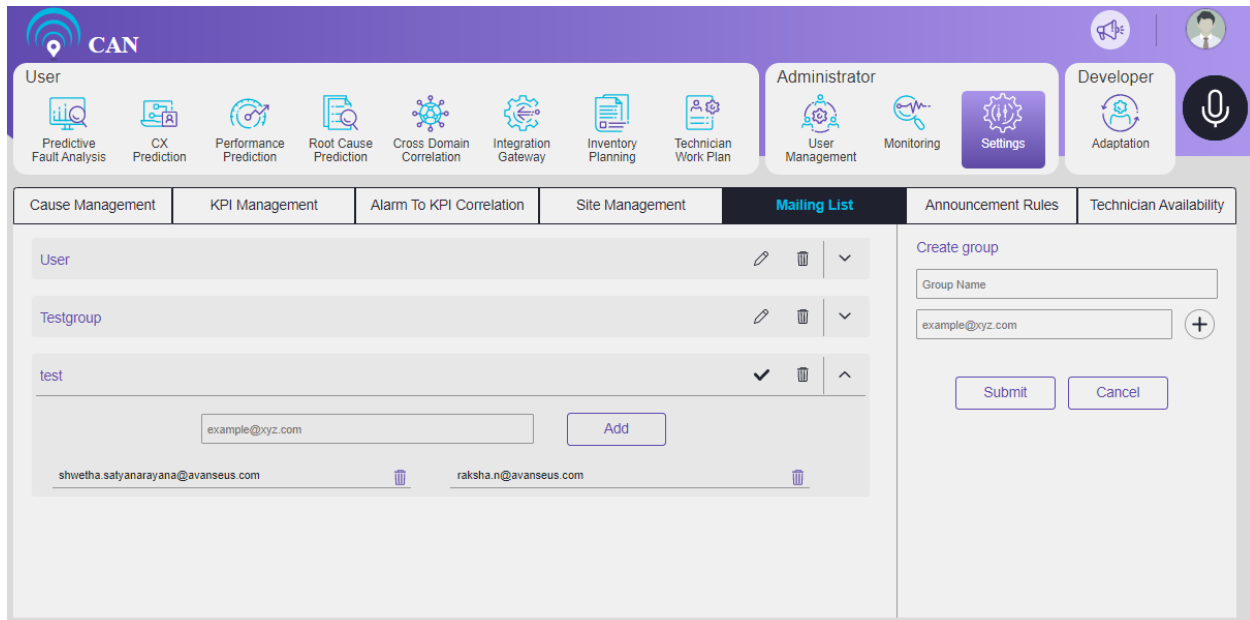 CAN
User
Administrator
Developer
Predictive
Fault Analysis
CX
Prediction
Performance
Prediction
Root Cause
Prediction
Cross Domain
Correlation
Integration
Gateway
Inventory
Planning
Technician
Work Plan
User
Management
Monitoring
Settings
Adaptation
Cause Management
KPI Management
Alarm To KPI Correlation
Site Management
Mailing List
Announcement Rules
Technician Availability
User
Testgroup
test
example@xyz.com
Add
shwetha.satyanarayana@avanseus.com
raksha.n@avanseus.com
Create group
Group Name
example@xyz.com
Submit
Cancel